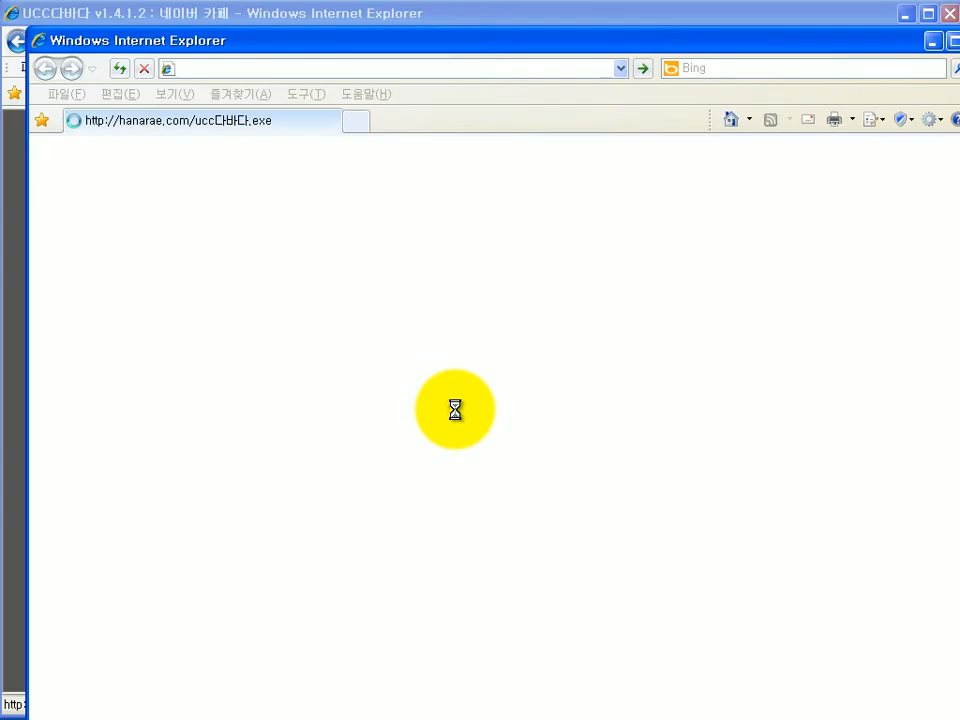 UCC다바다 v1.4.1.2 : 네이버 카페 - Windows Internet Explorer
Windows Internet Explorer
Bing
파일(F) 편집(E) 보기(V) 즐겨찾기(A) 도구(T) 도움말(H)
http://hanarae.com/ucc다바다.exe
http: